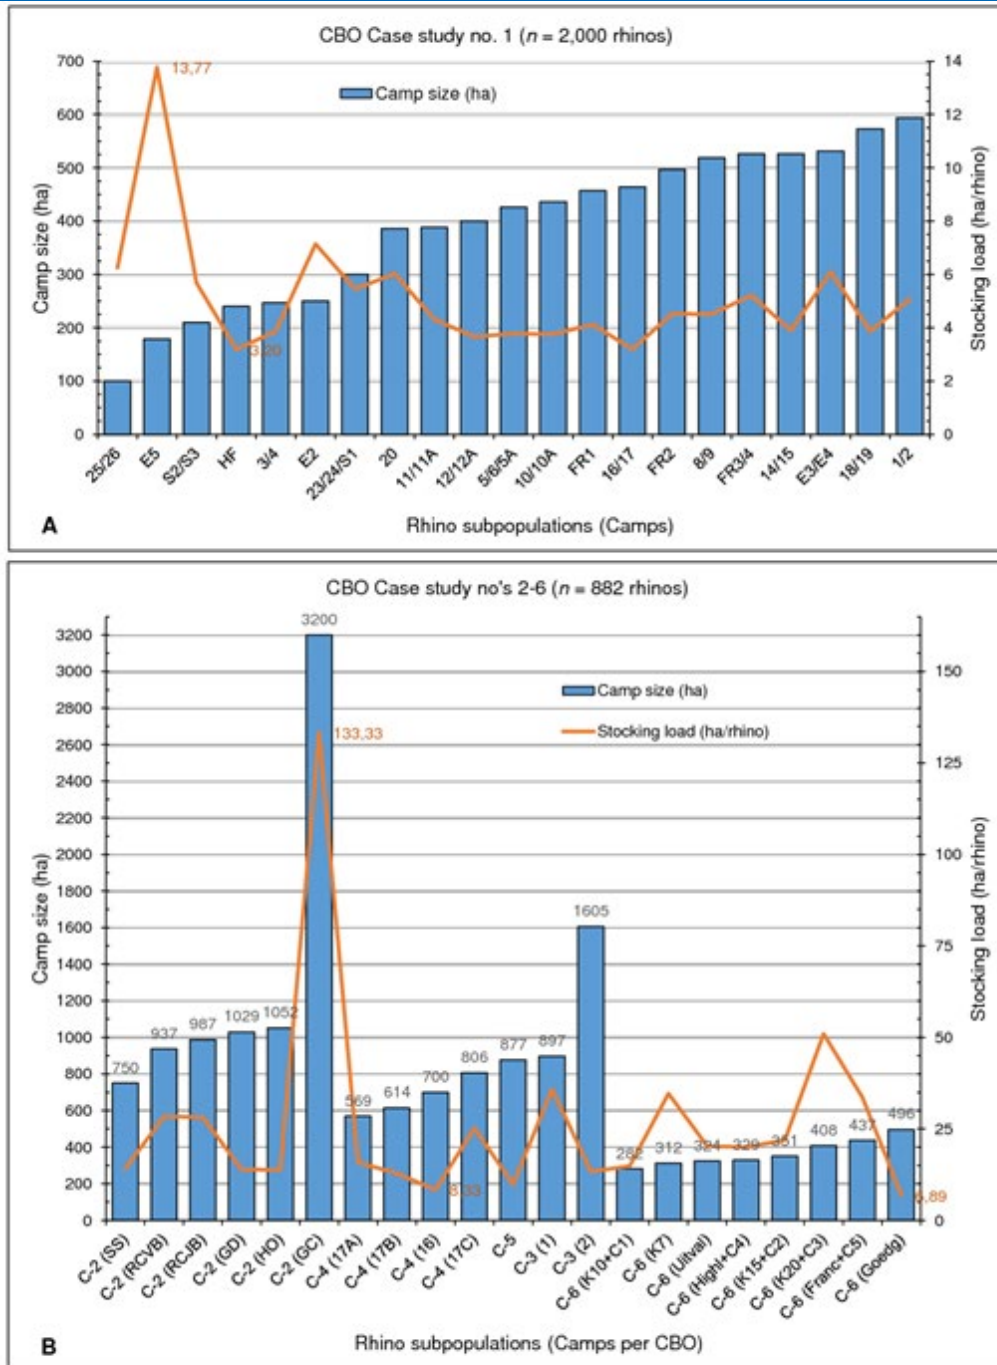 CBO Case study no. 1 (n = 2,000 rhinos)
700
600
500
400
300
200
100
0
Camp size (ha)
14
12
10
8
6
4
2
0
Stocking load (ha/rhino)
Camp size (ha)
13,77
3,20
25/26
E5
S2/S3
HF
3/4
E2
23/24/S1
20
11/11A
12/12A
5/6/5A
10/10A
FR1
16/17
FR2
8/9
FR3/4
14/15
E3/E4
18/19
1/2
A
Rhino subpopulations (Camps)
CBO Case study no's 2-6 (n = 882 rhinos)
3200
3000
2800
2600
2400
2200
2000
1800
1600
1400
1200
1000
800
600
400
200
0
Camp size (ha)
150
125
100
75
50
25
0
Stocking load (ha/rhino)
Camp size (ha)
Stocking load (ha/rhino)
750
937
987
1029
1052
3200
133,33
569
614
700
8,33
806
877
897
1605
282
312
324
329
351
408
437
496
6,89
C-2 (SS)
C-2 (RCVB)
C-2 (RCJB)
C-2 (GD)
C-2 (HO)
C-2 (GC)
C-4 (17A)
C-4 (17B)
C-4 (16)
C-4 (17C)
C-5
C-3 (1)
C-3 (2)
C-6 (K10+C1)
C-6 (K7)
C-6 (Uitval)
C-6 (Highl+C4)
C-6 (K15+C2)
C-6 (K20+C3)
C-6 (Franc+C5)
C-6 (Goedg)
B
Rhino subpopulations (Camps per CBO)